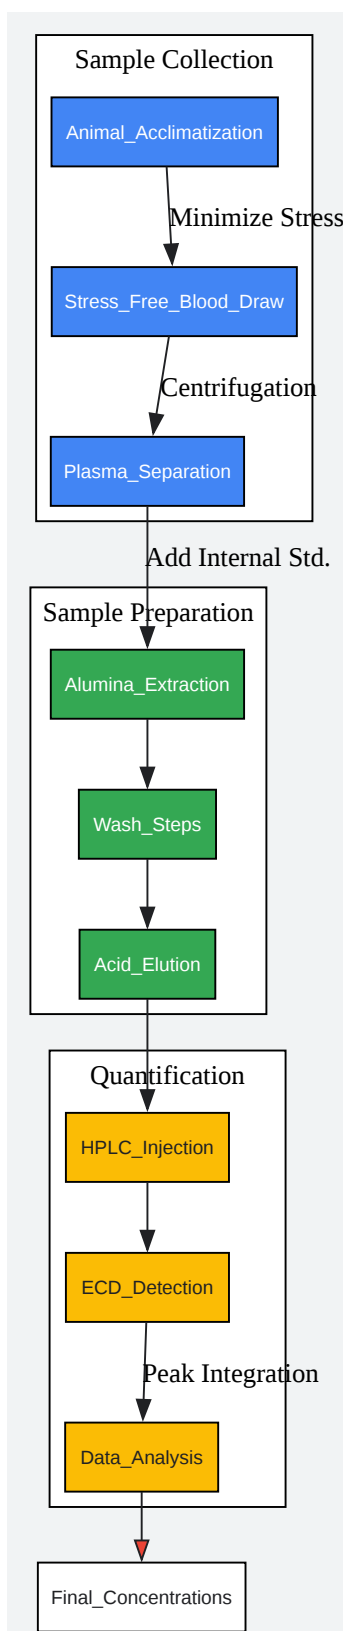 Sample Collection
Animal_Acclimatization
Minimize Stress
Stress_Free_Blood_Draw
Centrifugation
Plasma_Separation
Add Internal Std.
Sample Preparation
Alumina_Extraction
Wash_Steps
Acid_Elution
Quantification
HPLC_Injection
ECD_Detection
Peak Integration
Data_Analysis
Final_Concentrations